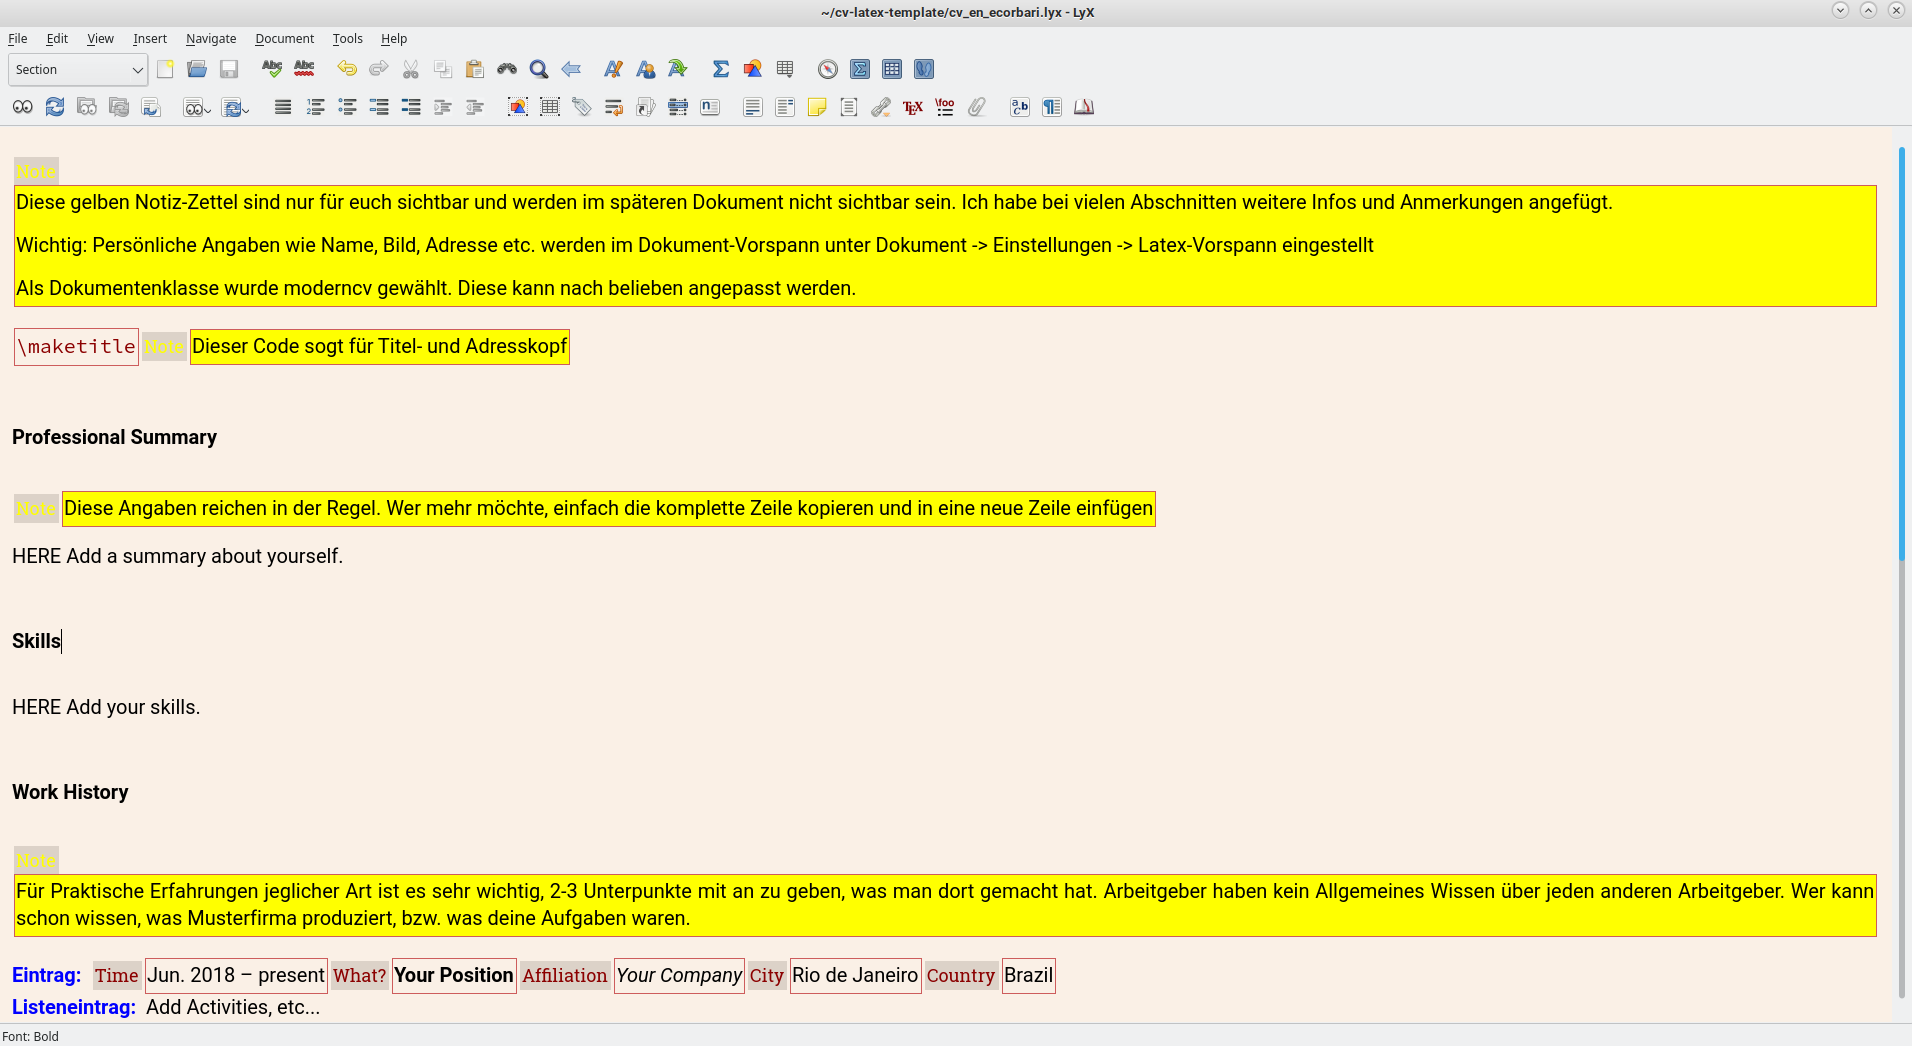 ~/cv-latex-template/cv_en_ecorbari.lyx - LyX
File Edit View Insert Navigate Document Tools Help
Section
Abc Abc
TEX \foo
n
a b c
Note
Diese gelben Notiz-Zettel sind nur für euch sichtbar und werden im späteren Dokument nicht sichtbar sein. Ich habe bei vielen Abschnitten weitere Infos und Anmerkungen angefügt.
Wichtig: Persönliche Angaben wie Name, Bild, Adresse etc. werden im Dokument-Vorspann unter Dokument -> Einstellungen -> Latex-Vorspann eingestellt
Als Dokumentenklasse wurde moderncv gewählt. Diese kann nach belieben angepasst werden.
\maketitle Note Dieser Code sogt für Titel- und Adresskopf
Professional Summary
Note Diese Angaben reichen in der Regel. Wer mehr möchte, einfach die komplette Zeile kopieren und in eine neue Zeile einfügen
HERE Add a summary about yourself.
Skills
HERE Add your skills.
Work History
Note
Für Praktische Erfahrungen jeglicher Art ist es sehr wichtig, 2-3 Unterpunkte mit an zu geben, was man dort gemacht hat. Arbeitgeber haben kein Allgemeines Wissen über jeden anderen Arbeitgeber. Wer kann
schon wissen, was Musterfirma produziert, bzw. was deine Aufgaben waren.
Eintrag: Time Jun. 2018 – present What? Your Position Affiliation Your Company City Rio de Janeiro Country Brazil
Listeneintrag: Add Activities, etc...
Font: Bold